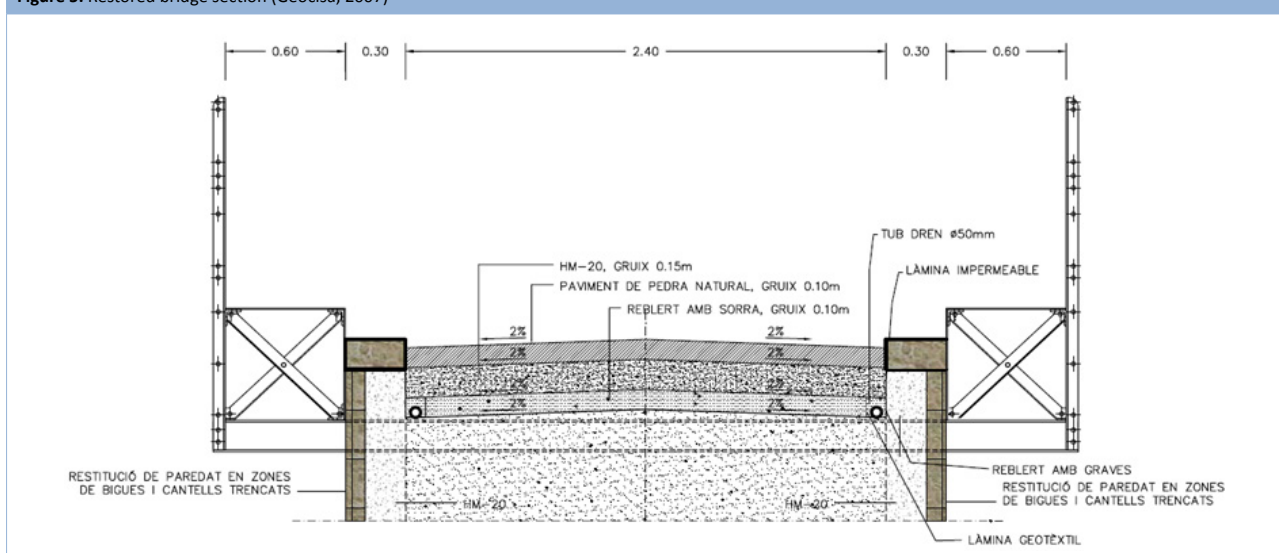 Figure 5. Restored bridge section (Geocisa, 2007)
0.60
0.30
2.40
0.30
0.60
TUB DREN ø50mm
HM-20, GRUIX 0.15m
LÀMINA IMPERMEABLE
PAVIMENT DE PEDRA NATURAL, GRUIX 0.10m
REBLERT AMB SORRA, GRUIX 0.10m
2%
2%
2%
2%
2%
2%
2%
2%
RESTITUCIÓ DE PAREDAT EN ZONES
DE BIGUES I CANTELLS TRENCATS
HM-20
HM-20
REBLERT AMB GRAVES
RESTITUCIÓ DE PAREDAT EN ZONES
DE BIGUES I CANTELLS TRENCATS
LÀMINA GEOTÈXTIL